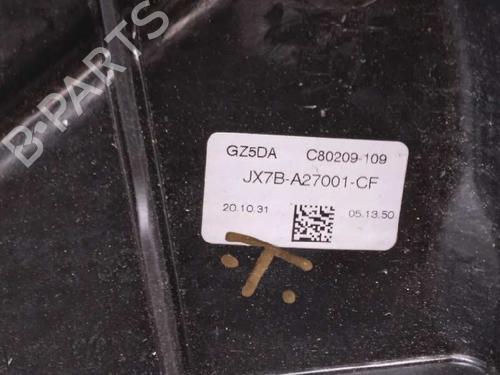 B-PARTS
GZ5DA C80209-109
JX7B-A27001-CF
20.10.31 05.13.50